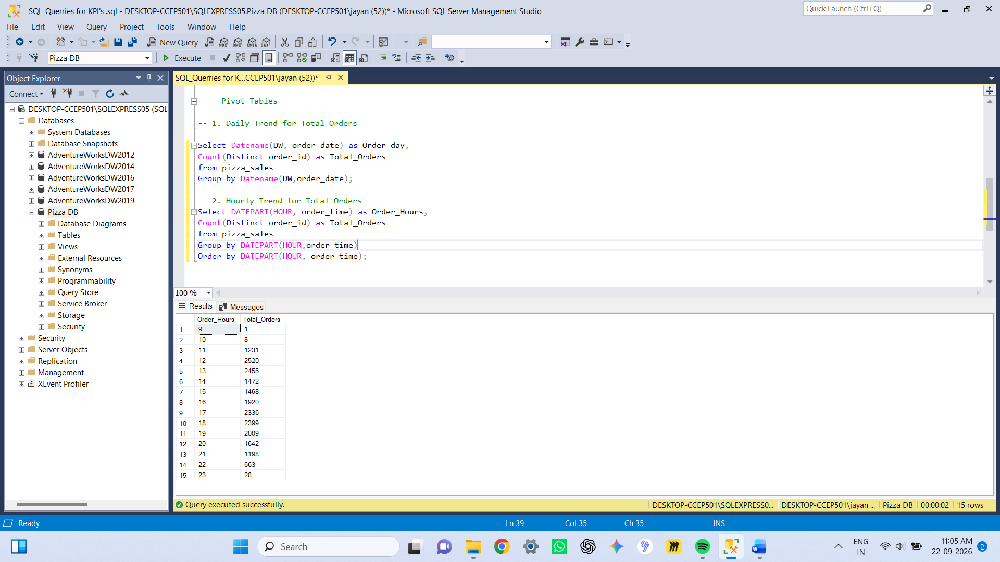 SQL_Querries for KPI's .sql - DESKTOP-CCEP501\SQLEXPRESS05.Pizza DB (DESKTOP-CCEP501\jayan (52))* - Microsoft SQL Server Management Studio
Quick Launch (Ctrl+Q)
File Edit View Query Project Tools Window Help
New Query MDX DMX XMLA DAX
Pizza DB Execute
Object Explorer
Connect
DESKTOP-CCEP501\SQLEXPRESS05 (SQL
Databases
System Databases
Database Snapshots
AdventureWorksDW2012
AdventureWorksDW2014
AdventureWorksDW2016
AdventureWorksDW2017
AdventureWorksDW2019
Pizza DB
Database Diagrams
Tables
Views
External Resources
Synonyms
Programmability
Query Store
Service Broker
Storage
Security
Security
Server Objects
Replication
Management
XEvent Profiler
SQL_Querries for K...CCEP501\jayan (52))*
---- Pivot Tables
-- 1. Daily Trend for Total Orders
Select Datename(DW, order_date) as Order_day,
Count(Distinct order_id) as Total_Orders
from pizza_sales
Group by Datename(DW,order_date);
-- 2. Hourly Trend for Total Orders
Select DATEPART(HOUR, order_time) as Order_Hours,
Count(Distinct order_id) as Total_Orders
from pizza_sales
Group by DATEPART(HOUR,order_time)
Order by DATEPART(HOUR, order_time);
100 %
Results Messages
Order_Hours Total_Orders
1 9 1
2 10 8
3 11 1231
4 12 2520
5 13 2455
6 14 1472
7 15 1468
8 16 1920
9 17 2336
10 18 2399
11 19 2009
12 20 1642
13 21 1198
14 22 663
15 23 28
Query executed successfully. DESKTOP-CCEP501\SQLEXPRESS0... DESKTOP-CCEP501\jayan ... Pizza DB 00:00:02 15 rows
Ready Ln 39 Col 35 Ch 35 INS
Search
ENG
IN
11:05 AM
22-09-2026
2